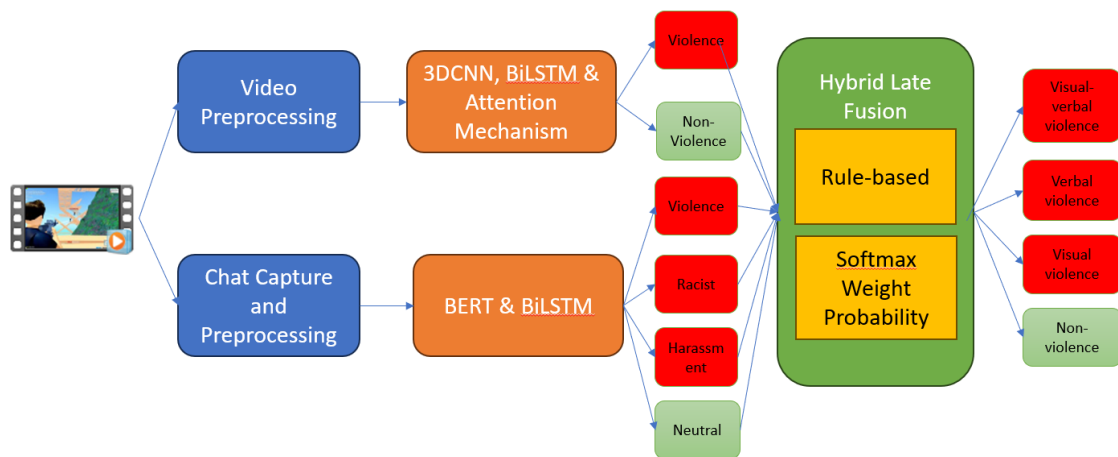 Video
Preprocessing
3DCNN, BiLSTM &
Attention
Mechanism
Violence
Non-
Violence
Chat Capture
and
Preprocessing
BERT & BiLSTM
Violence
Racist
Harassm
ent
Neutral
Hybrid Late
Fusion
Rule-based
Softmax
Weight
Probability
Visual-
verbal
violence
Verbal
violence
Visual
violence
Non-
violence